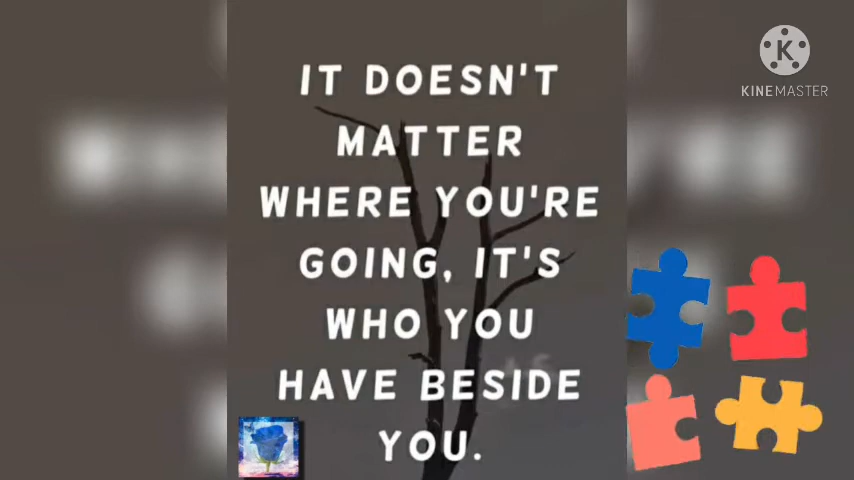 IT DOESN'T
MATTER
WHERE YOU'RE
GOING, IT'S
WHO YOU
HAVE BESIDE
YOU.
K
KINEMASTER